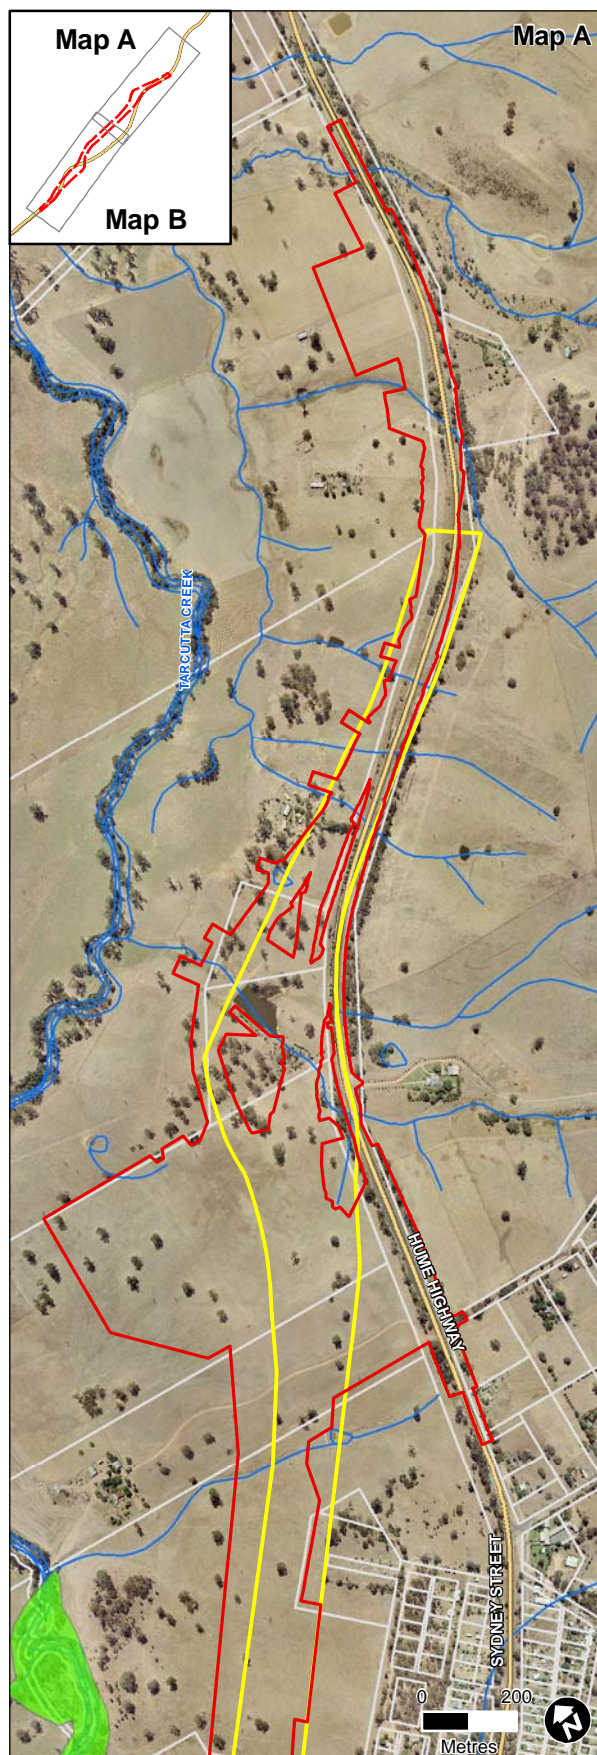 Map A
Map B
Map A
TARCUTTA CREEK
HUME HIGHWAY
SYDNEY STREET
0 200
Metres
N